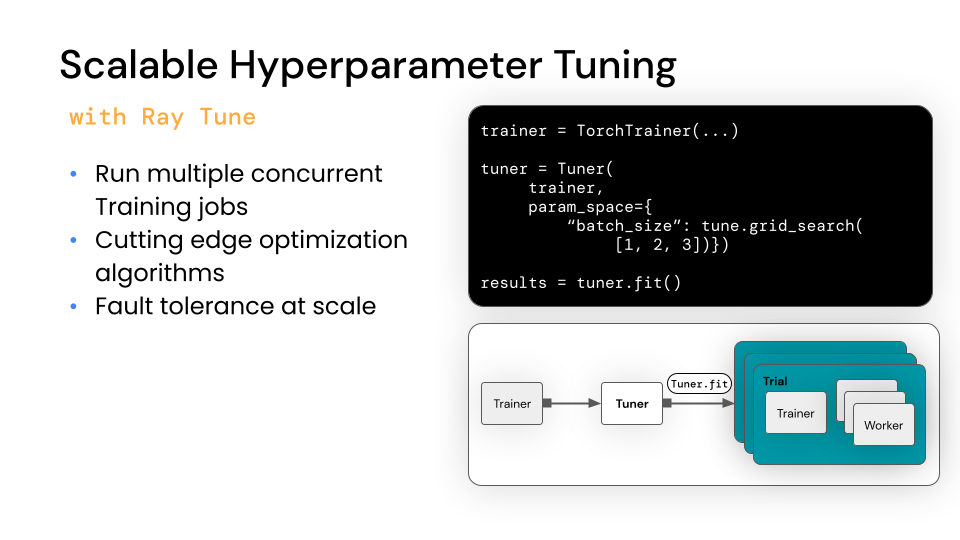 Scalable Hyperparameter Tuning
with Ray Tune
• Run multiple concurrent
Training jobs
• Cutting edge optimization
algorithms
• Fault tolerance at scale
trainer = TorchTrainer(...)
tuner = Tuner(
trainer,
param_space={
“batch_size”: tune.grid_search(
[1, 2, 3])})
results = tuner.fit()
Trainer
Tuner
Tuner.fit
Trial
Trainer
Worker